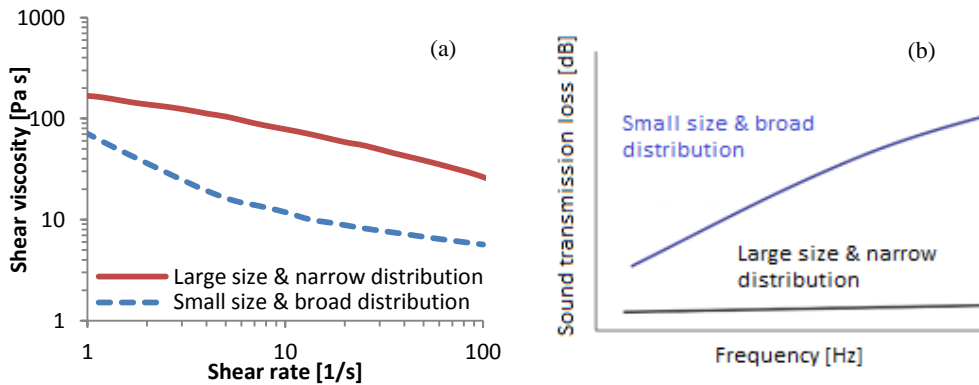 1000
100
10
1
Shear viscosity [Pa s]
(a)
Large size & narrow distribution
Small size & broad distribution
1
10
100
Shear rate [1/s]
(b)
Sound transmission loss [dB]
Small size & broad
distribution
Large size & narrow
distribution
Frequency [Hz]